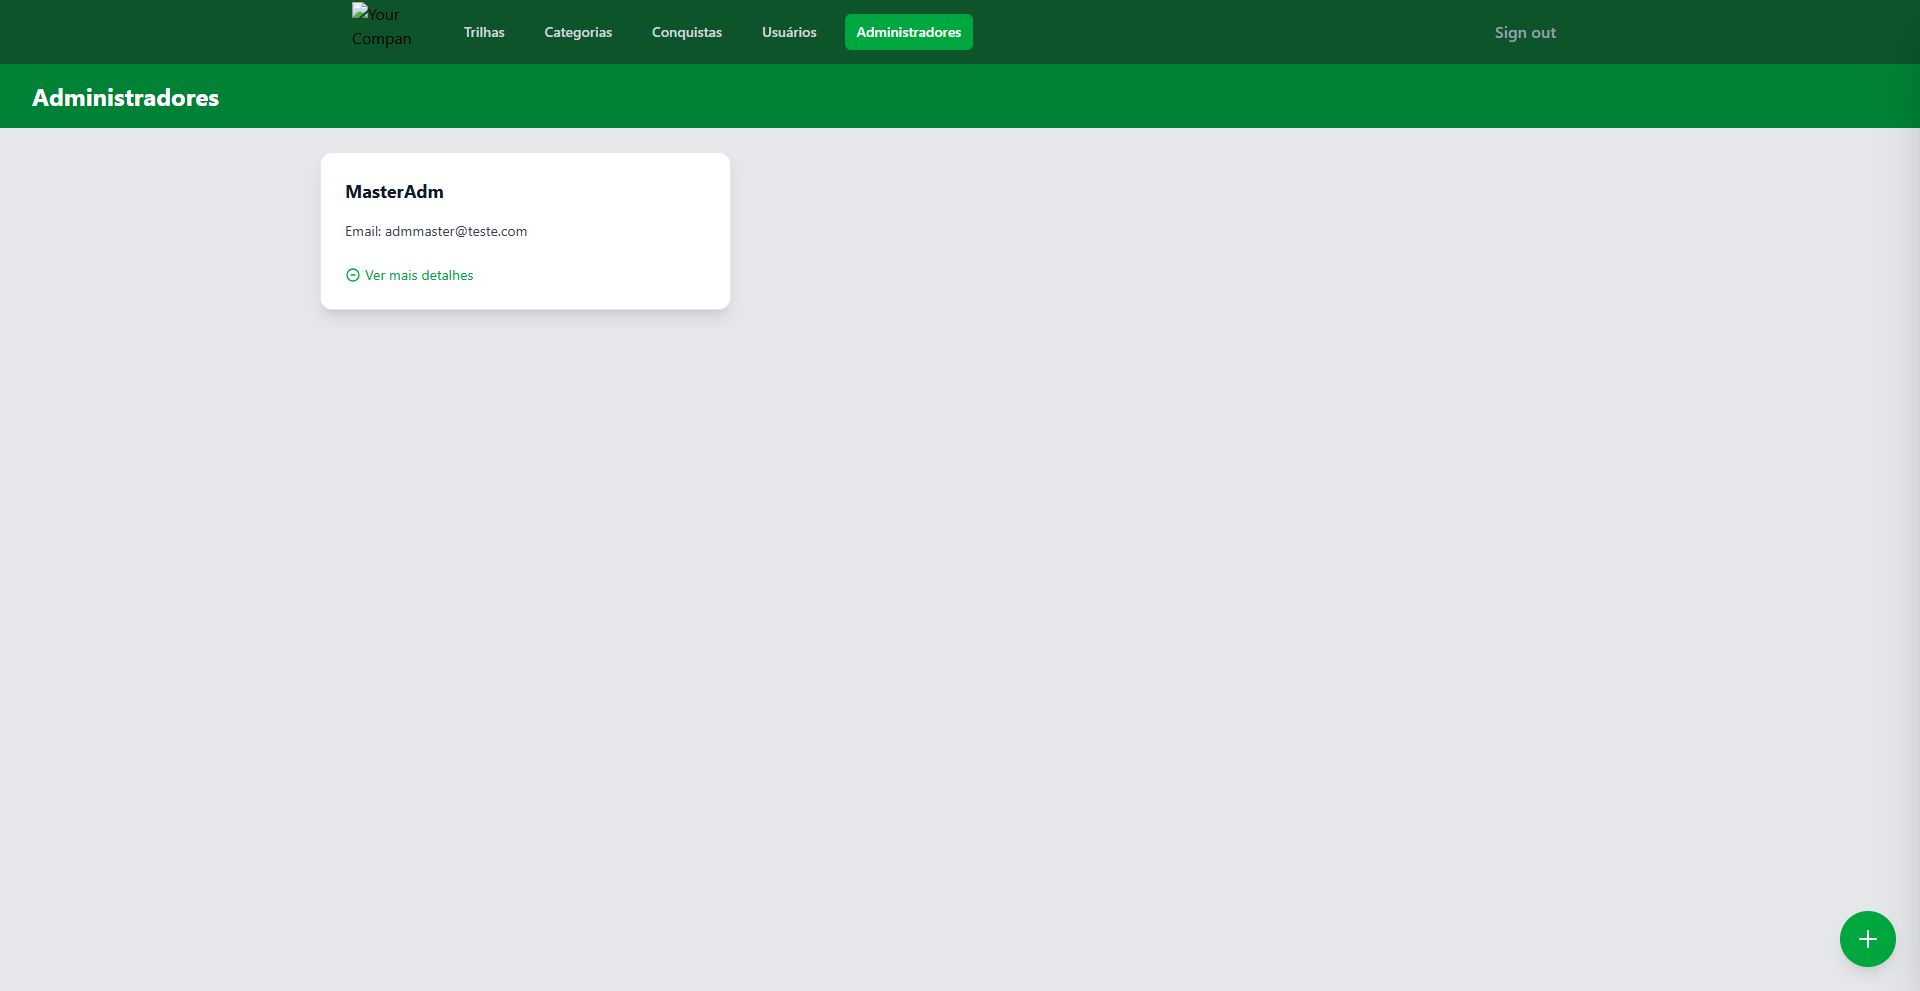 Your
Compan
Trilhas
Categorias
Conquistas
Usuários
Administradores
Sign out
Administradores
MasterAdm
Email: admmaster@teste.com
Ver mais detalhes